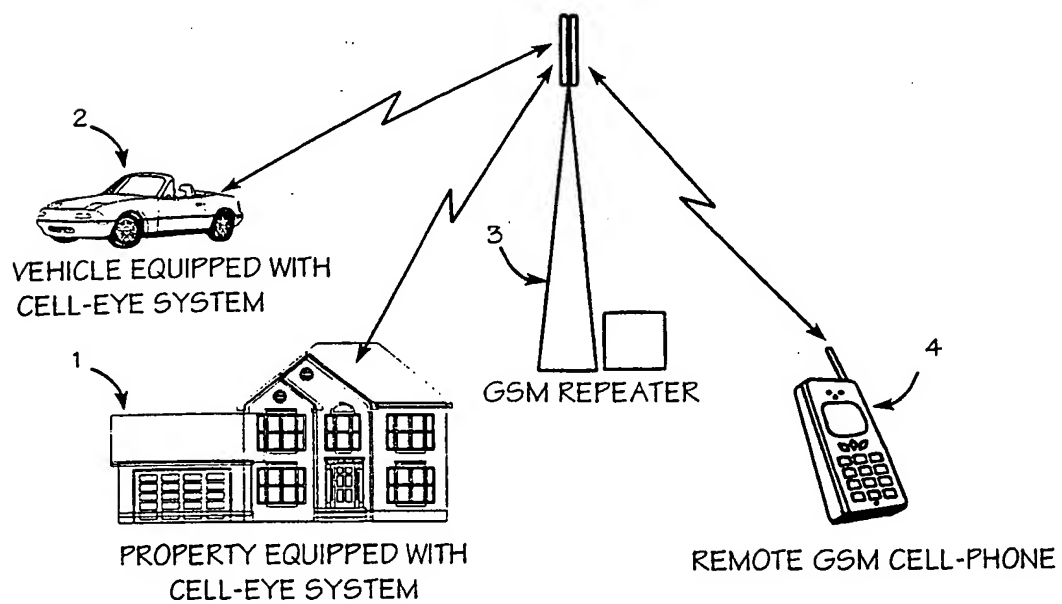 2
VEHICLE EQUIPPED WITH
CELL-EYE SYSTEM
3
1
GSM REPEATER
4
PROPERTY EQUIPPED WITH
CELL-EYE SYSTEM
REMOTE GSM CELL-PHONE